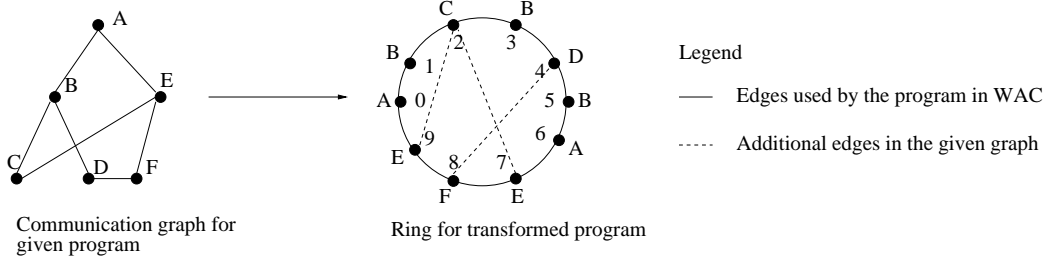 A
B
E
C
D
F
Communication graph for
given program
C
B
B
2
3
D
1
4
A
0
5
B
9
6
A
E
8
7
F
E
Ring for transformed program
Legend
Edges used by the program in WAC
Additional edges in the given graph